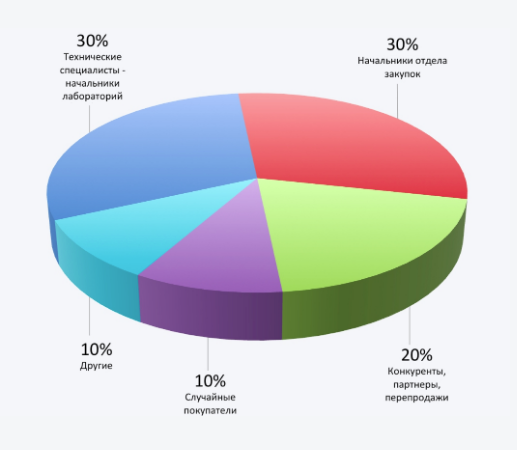 30%
Технические
специалисты -
начальники
лабораторий
30%
Начальники отдела
закупок
10%
Другие
10%
Случайные
покупатели
20%
Конкуренты,
партнеры,
перепродажи